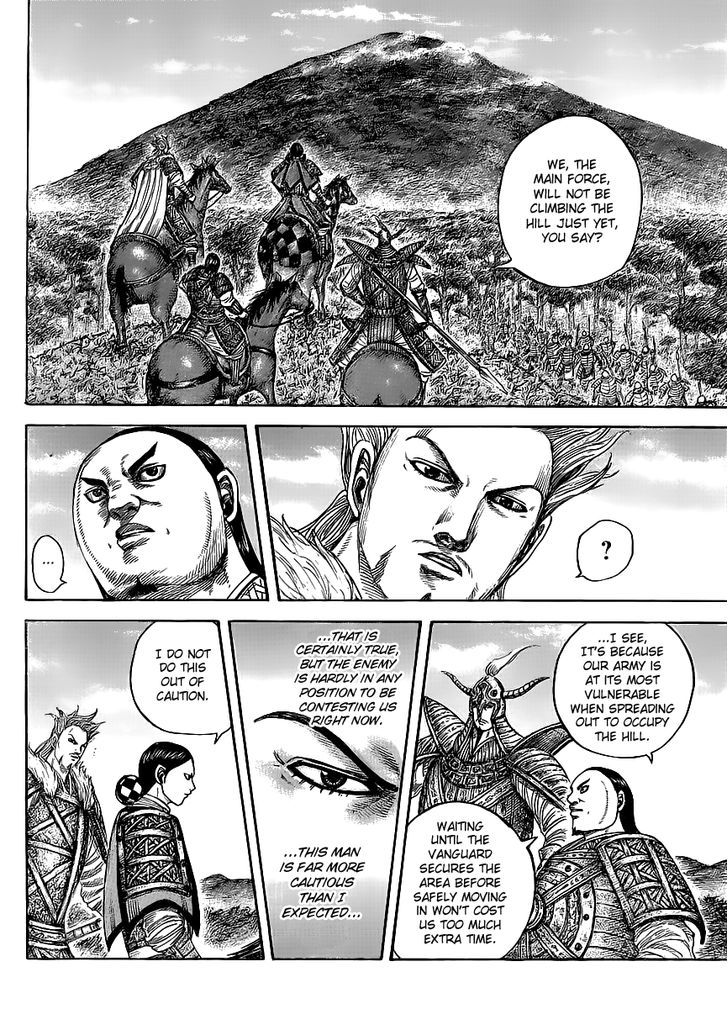 WE, THE
MAIN FORCE,
WILL NOT BE
CLIMBING THE
HILL JUST YET,
YOU SAY?
?
...
...I SEE,
IT'S BECAUSE
OUR ARMY IS
AT ITS MOST
VULNERABLE
WHEN SPREADING
OUT TO OCCUPY
THE HILL.
WAITING
UNTIL THE
VANGUARD
SECURES THE
AREA BEFORE
SAFELY MOVING
IN WON'T COST
US TOO MUCH
EXTRA TIME.
...THAT IS
CERTAINLY TRUE,
BUT THE ENEMY
IS HARDLY IN ANY
POSITION TO BE
CONTESTING US
RIGHT NOW.
...THIS MAN
IS FAR MORE
CAUTIOUS
THAN I
EXPECTED...
I DO NOT
DO THIS
OUT OF
CAUTION.